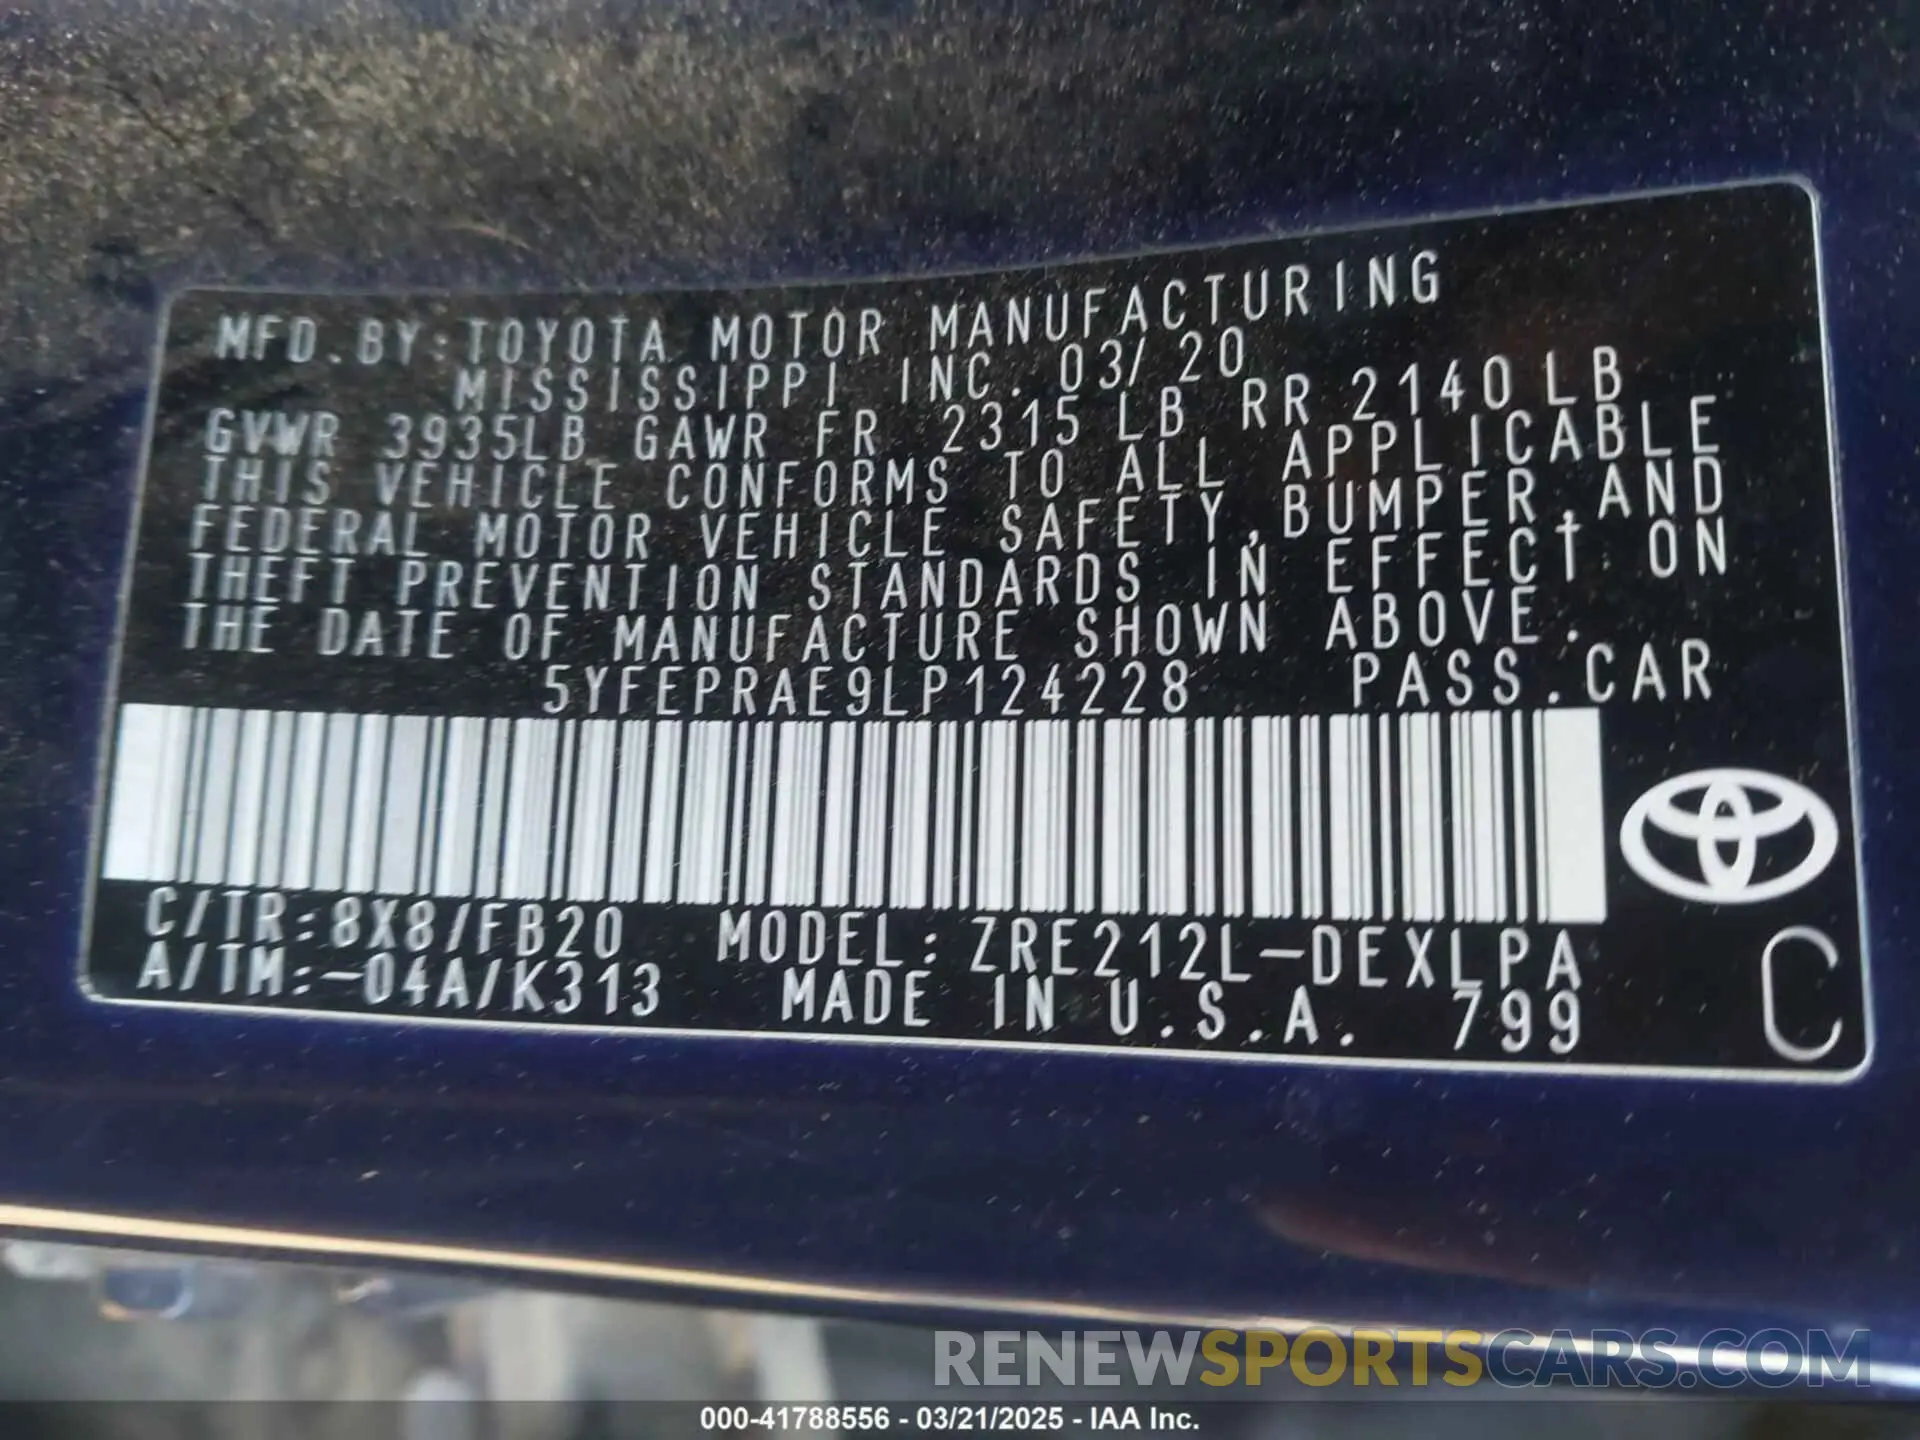 MFD.BY:TOYOTA MOTOR MANUFACTURING
MISSISSIPPI INC. 03/20
GVWR 3935LB GAWR FR 2315LB RR 2140LB
THIS VEHICLE CONFORMS TO ALL APPLICABLE
FEDERAL MOTOR VEHICLE SAFETY,BUMPER,AND
THEFT PREVENTION STANDARDS IN EFFECT ON
THE DATE OF MANUFACTURE SHOWN ABOVE.
5YFEPRAE9LP124228 PASS.CAR
C/TR:8X8/FB20 MODEL:ZRE212L-DEXLPA
A/TM:-04A/K313 MADE IN U.S.A. 799
C
RENEWSPORTSCARS.COM
000-41788556 - 03/21/2025 - IAA Inc.